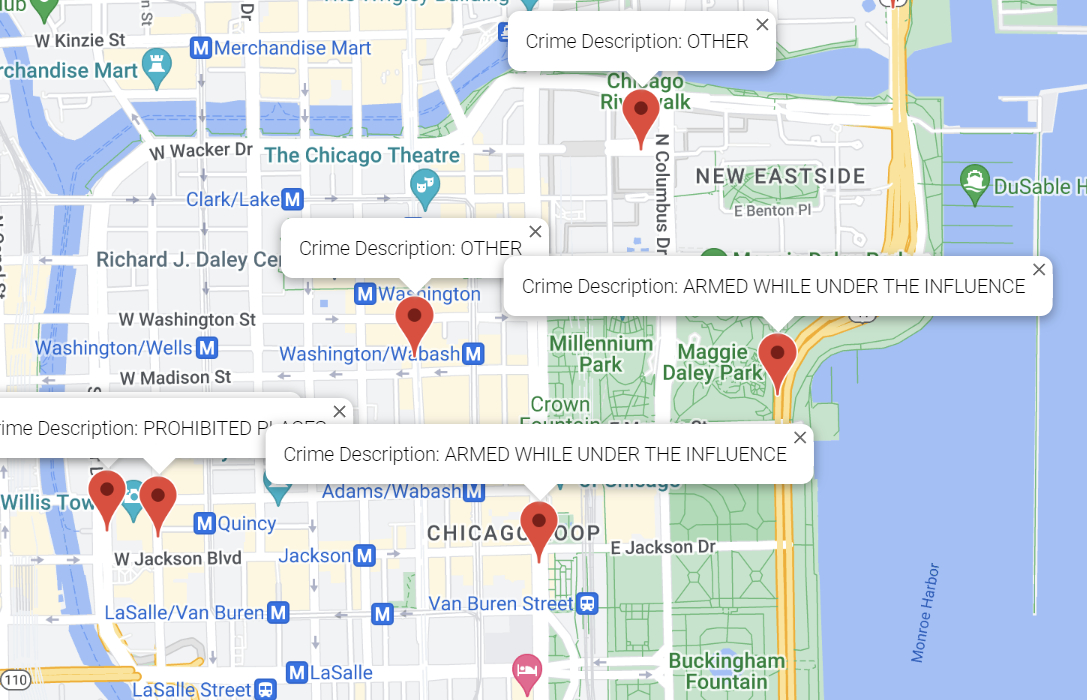 W Kinzie St
Merchandise Mart
Crime Description: OTHER
rchandise Mart
Chicago
W Wacker Dr
The Chicago Theatre
N Columbus Dr
NEW EASTSIDE
Clark/Lake
DuSable H
E Benton Pl
Crime Description: OTHER
Richard J. Daley Cen
Crime Description: ARMED WHILE UNDER THE INFLUENCE
Washington
W Washington St
Washington/Wells
Washington/Wabash
Millennium
Park
Maggie
Daley Park
W Madison St
Crown
Fountain
rime Description: PROHIBITED PLACES
Crime Description: ARMED WHILE UNDER THE INFLUENCE
Willis Tow
Adams/Wabash
Quincy
CHICAGO LOOP
W Jackson Blvd
Jackson
E Jackson Dr
LaSalle/Van Buren
Van Buren Street
Monroe Harbor
110
LaSalle
LaSalle Street
Buckingham
Fountain